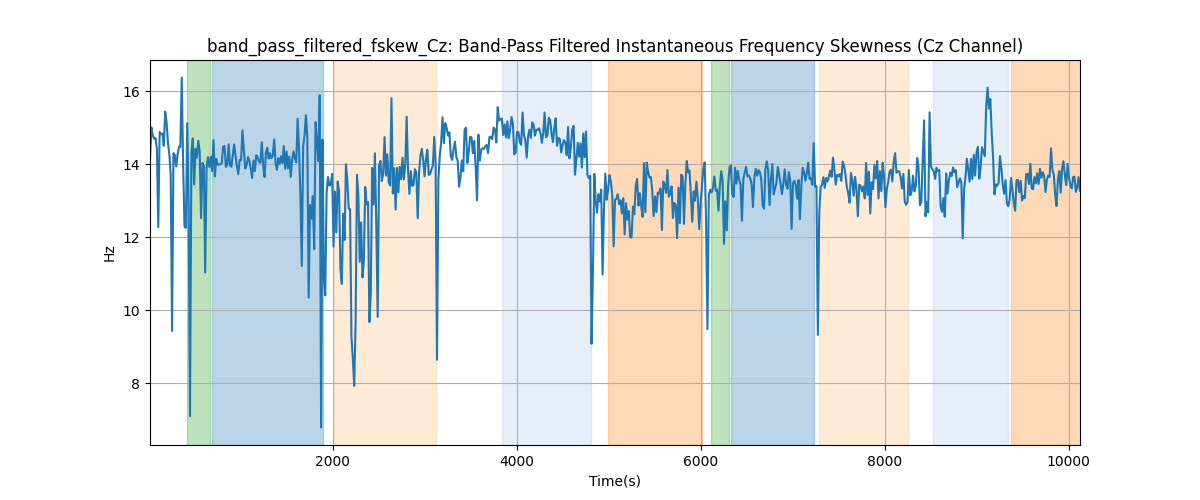 band_pass_filtered_fskew_Cz: Band-Pass Filtered Instantaneous Frequency Skewness (Cz Channel)
16
14
12
10
8
Hz
2000 4000 6000 8000 10000
Time(s)